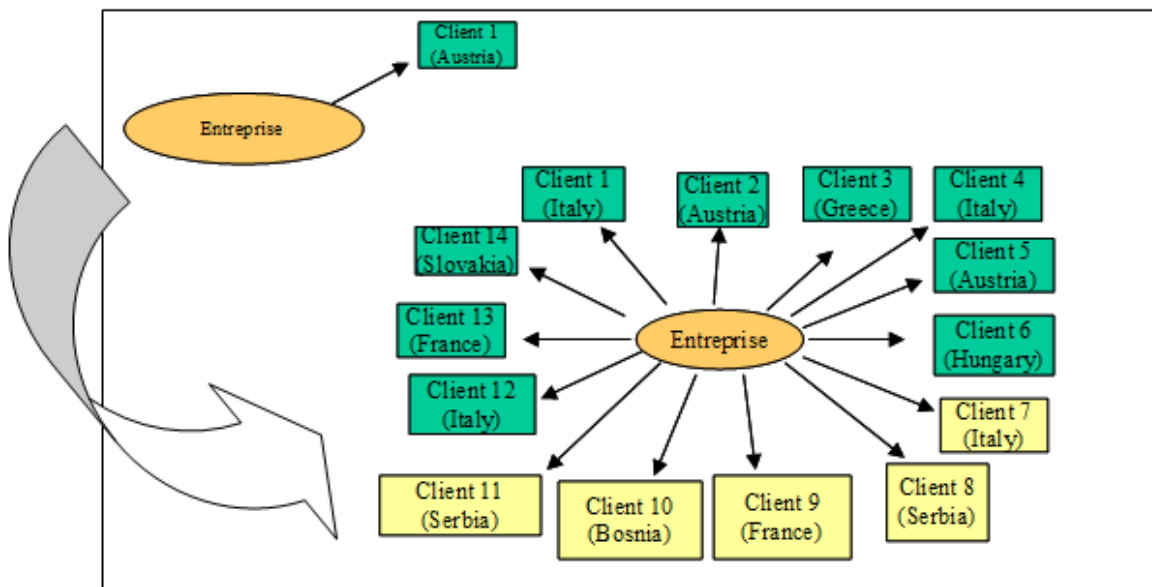 Client 1
(Austria)
Entreprise
Client 1
(Italy)
Client 2
(Austria)
Client 3
(Greece)
Client 4
(Italy)
Client 14
(Slovakia)
Client 5
(Austria)
Client 13
(France)
Entreprise
Client 6
(Hungary)
Client 12
(Italy)
Client 7
(Italy)
Client 11
(Serbia)
Client 10
(Bosnia)
Client 9
(France)
Client 8
(Serbia)